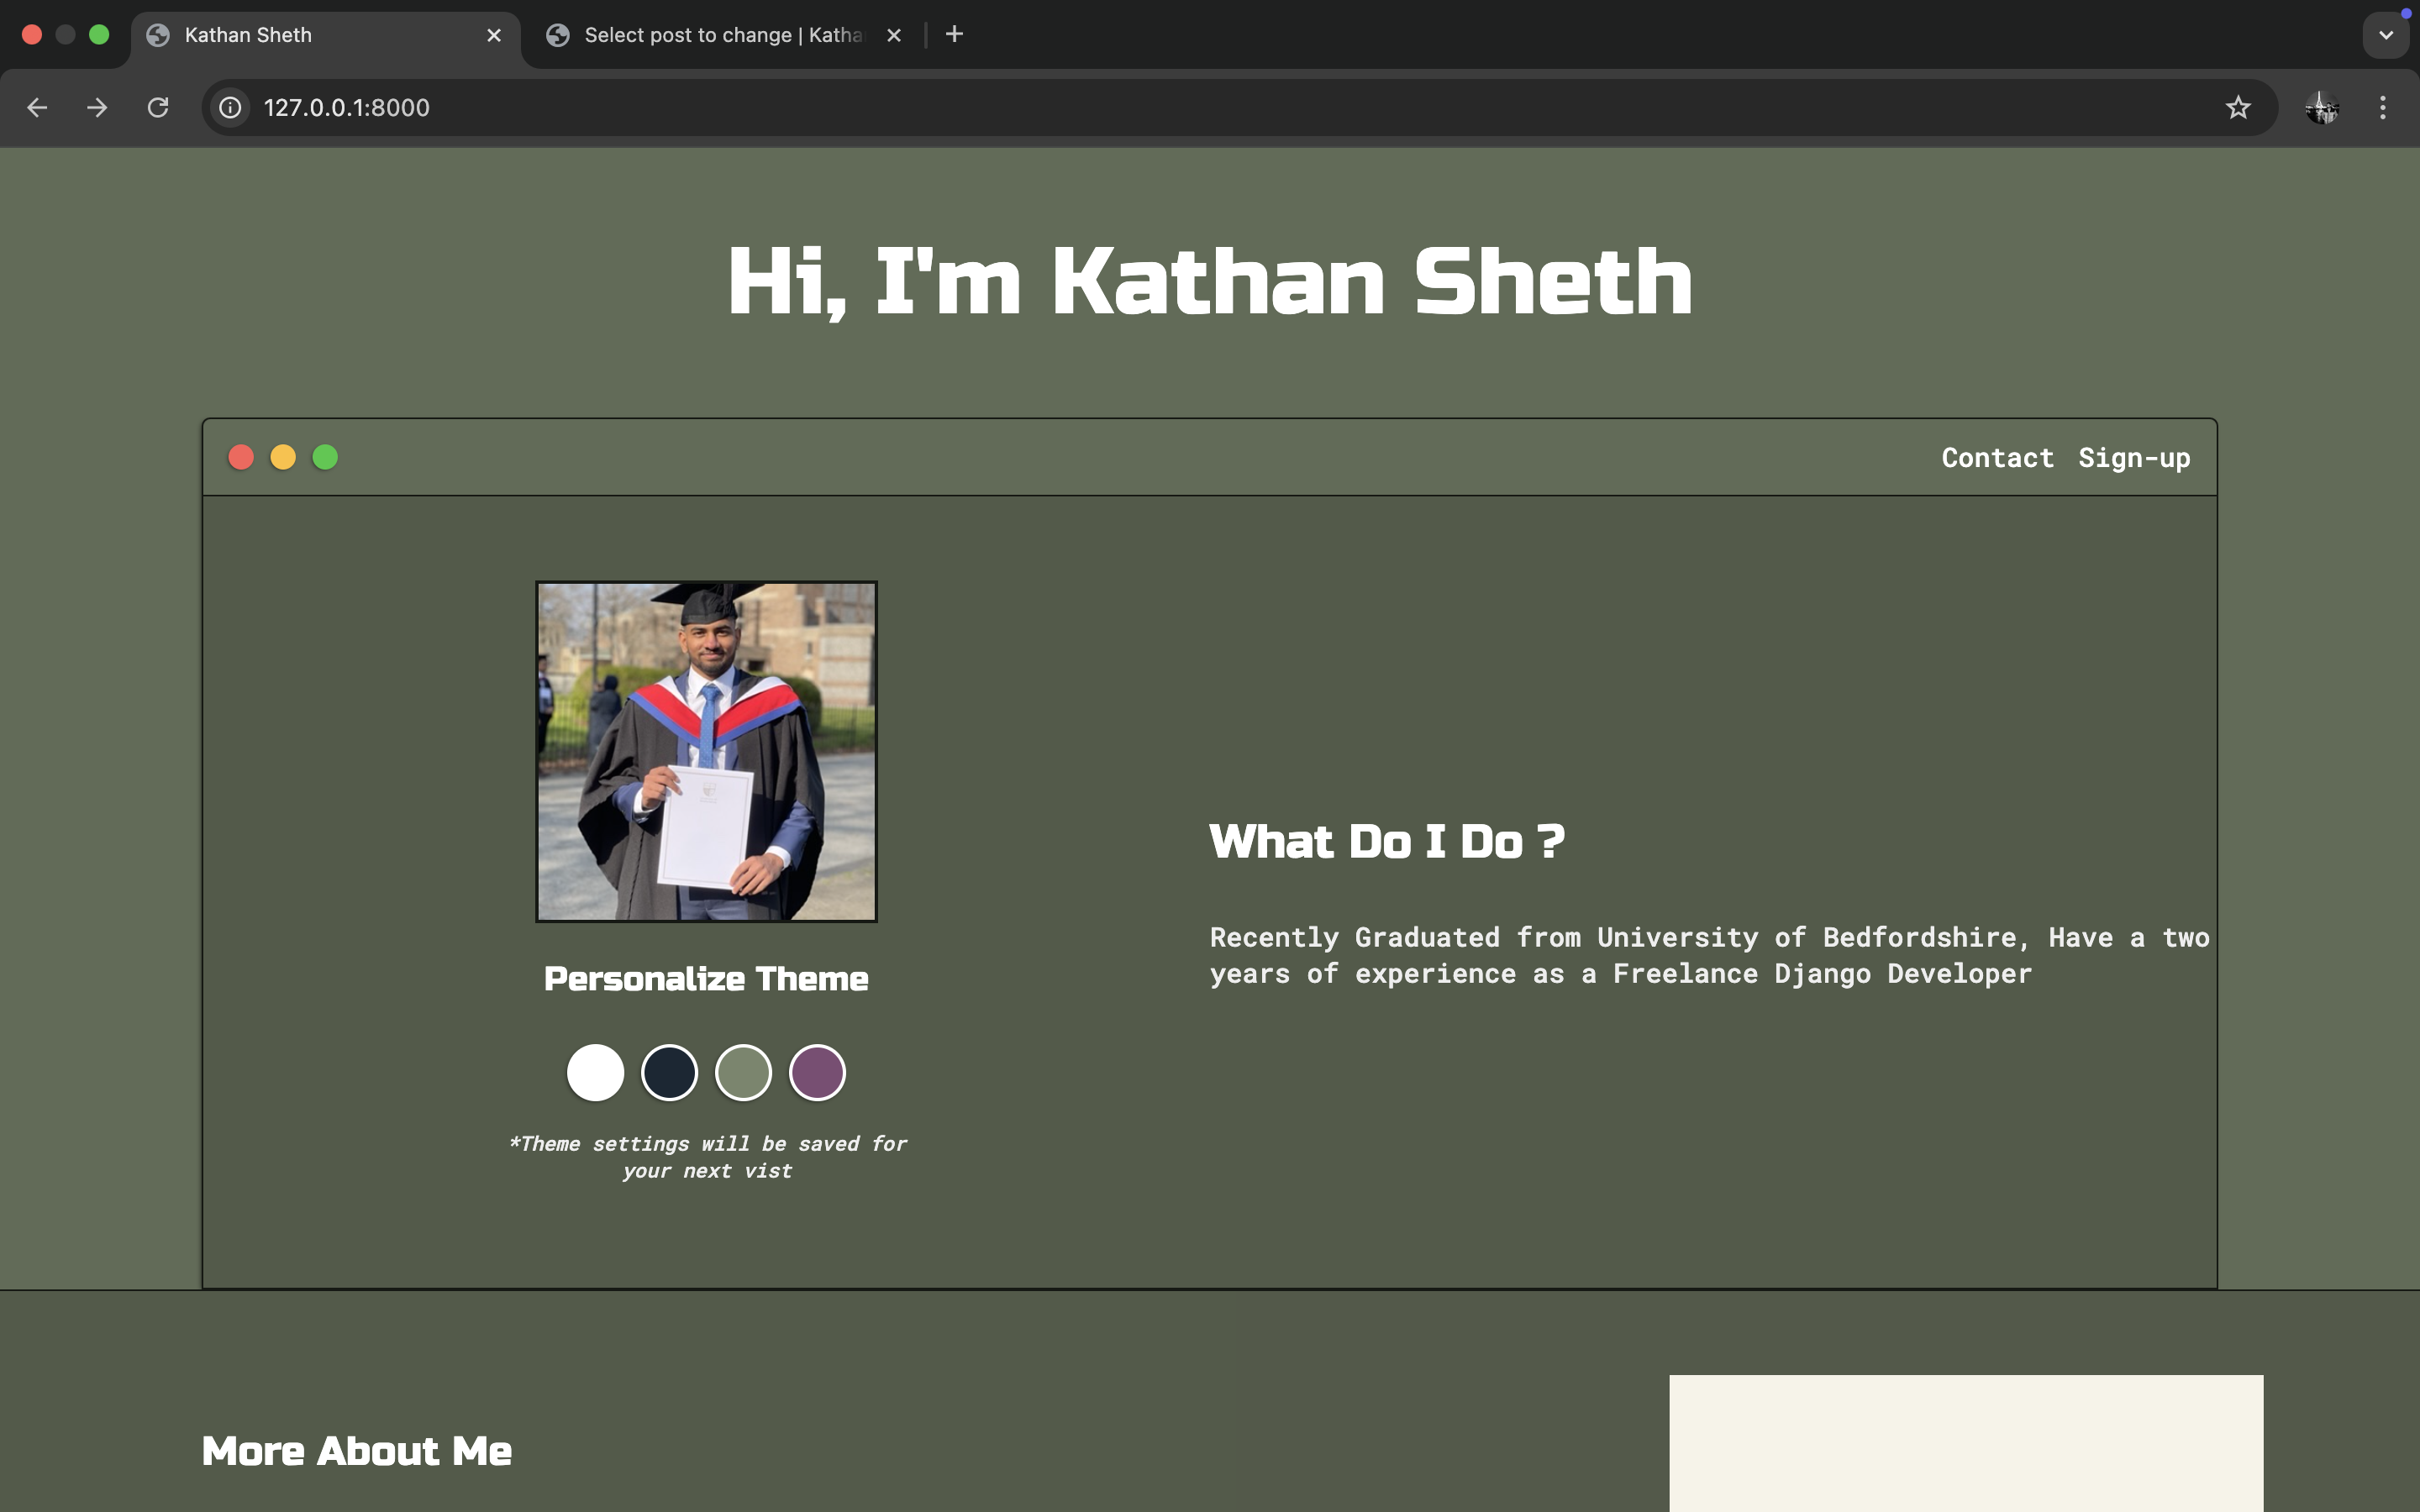 Kathan Sheth
Select post to change | Katha
127.0.0.1:8000
Hi, I'm Kathan Sheth
Contact Sign-up
What Do I Do ?
Recently Graduated from University of Bedfordshire, Have a two
years of experience as a Freelance Django Developer
Personalize Theme
*Theme settings will be saved for
your next vist
More About Me